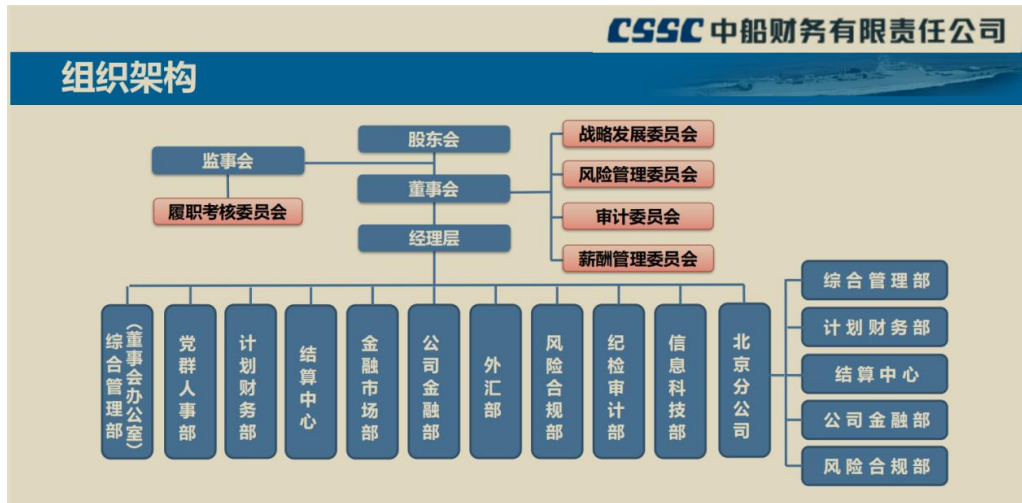 CSSC 中船财务有限责任公司
组织架构
股东会
监事会
董事会
履职考核委员会
经理层
战略发展委员会
风险管理委员会
审计委员会
薪酬管理委员会
综合管理部
（董事会办公室）
党群人事部
计划财务部
结算中心
金融市场部
公司金融部
外汇部
风险合规部
纪检审计部
信息科技部
北京分公司
综合管理部
计划财务部
结算中心
公司金融部
风险合规部